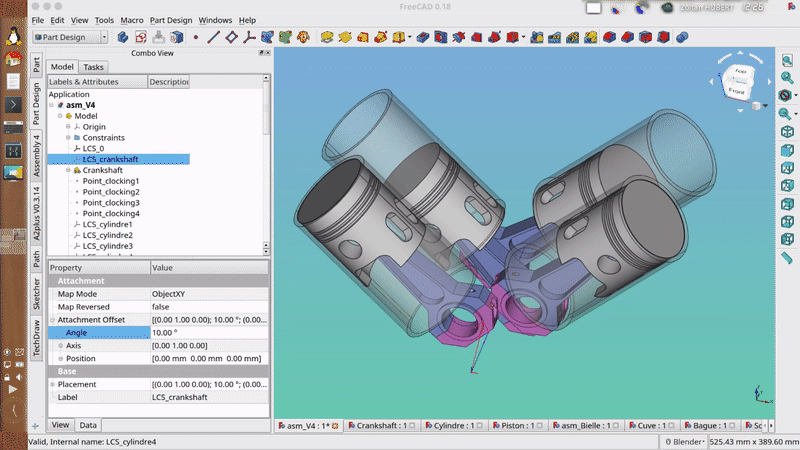 FreeCAD 0.18
Zoltan HUBERT
File Edit View Tools Macro Part Design Windows Help
Part Design
Combo View
Model Tasks
Labels & Attributes Description
Application
asm_V4
Model
Origin
Constraints
LCS_0
LCS_crankshaft
Crankshaft
Point_clocking1
Point_clocking2
Point_clocking3
Point_clocking4
LCS_cylindre1
LCS_cylindre2
LCS_cylindre3
Part
Part Design
Assembly 4
A2plus V0.3.14
Path
Sketcher
TechDraw
Property Value
Attachment
Map Mode ObjectXY
Map Reversed false
Attachment Offset [(0.00 1.00 0.00); 10.00 °; (0.00...
Angle 10.00 °
Axis [0.00 1.00 0.00]
Position [0.00 mm 0.00 mm 0.00 mm]
Base
Placement [(0.00 1.00 0.00); 10.00 °; (0.00...
Label LCS_crankshaft
View Data
Front
asm_V4 : 1* Crankshaft : 1 Cylindre : 1 Piston : 1 asm_Bielle : 1 Cuve : 1 Bague : 1
Valid, Internal name: LCS_cylindre4
Blender
525.43 mm x 389.60 mm